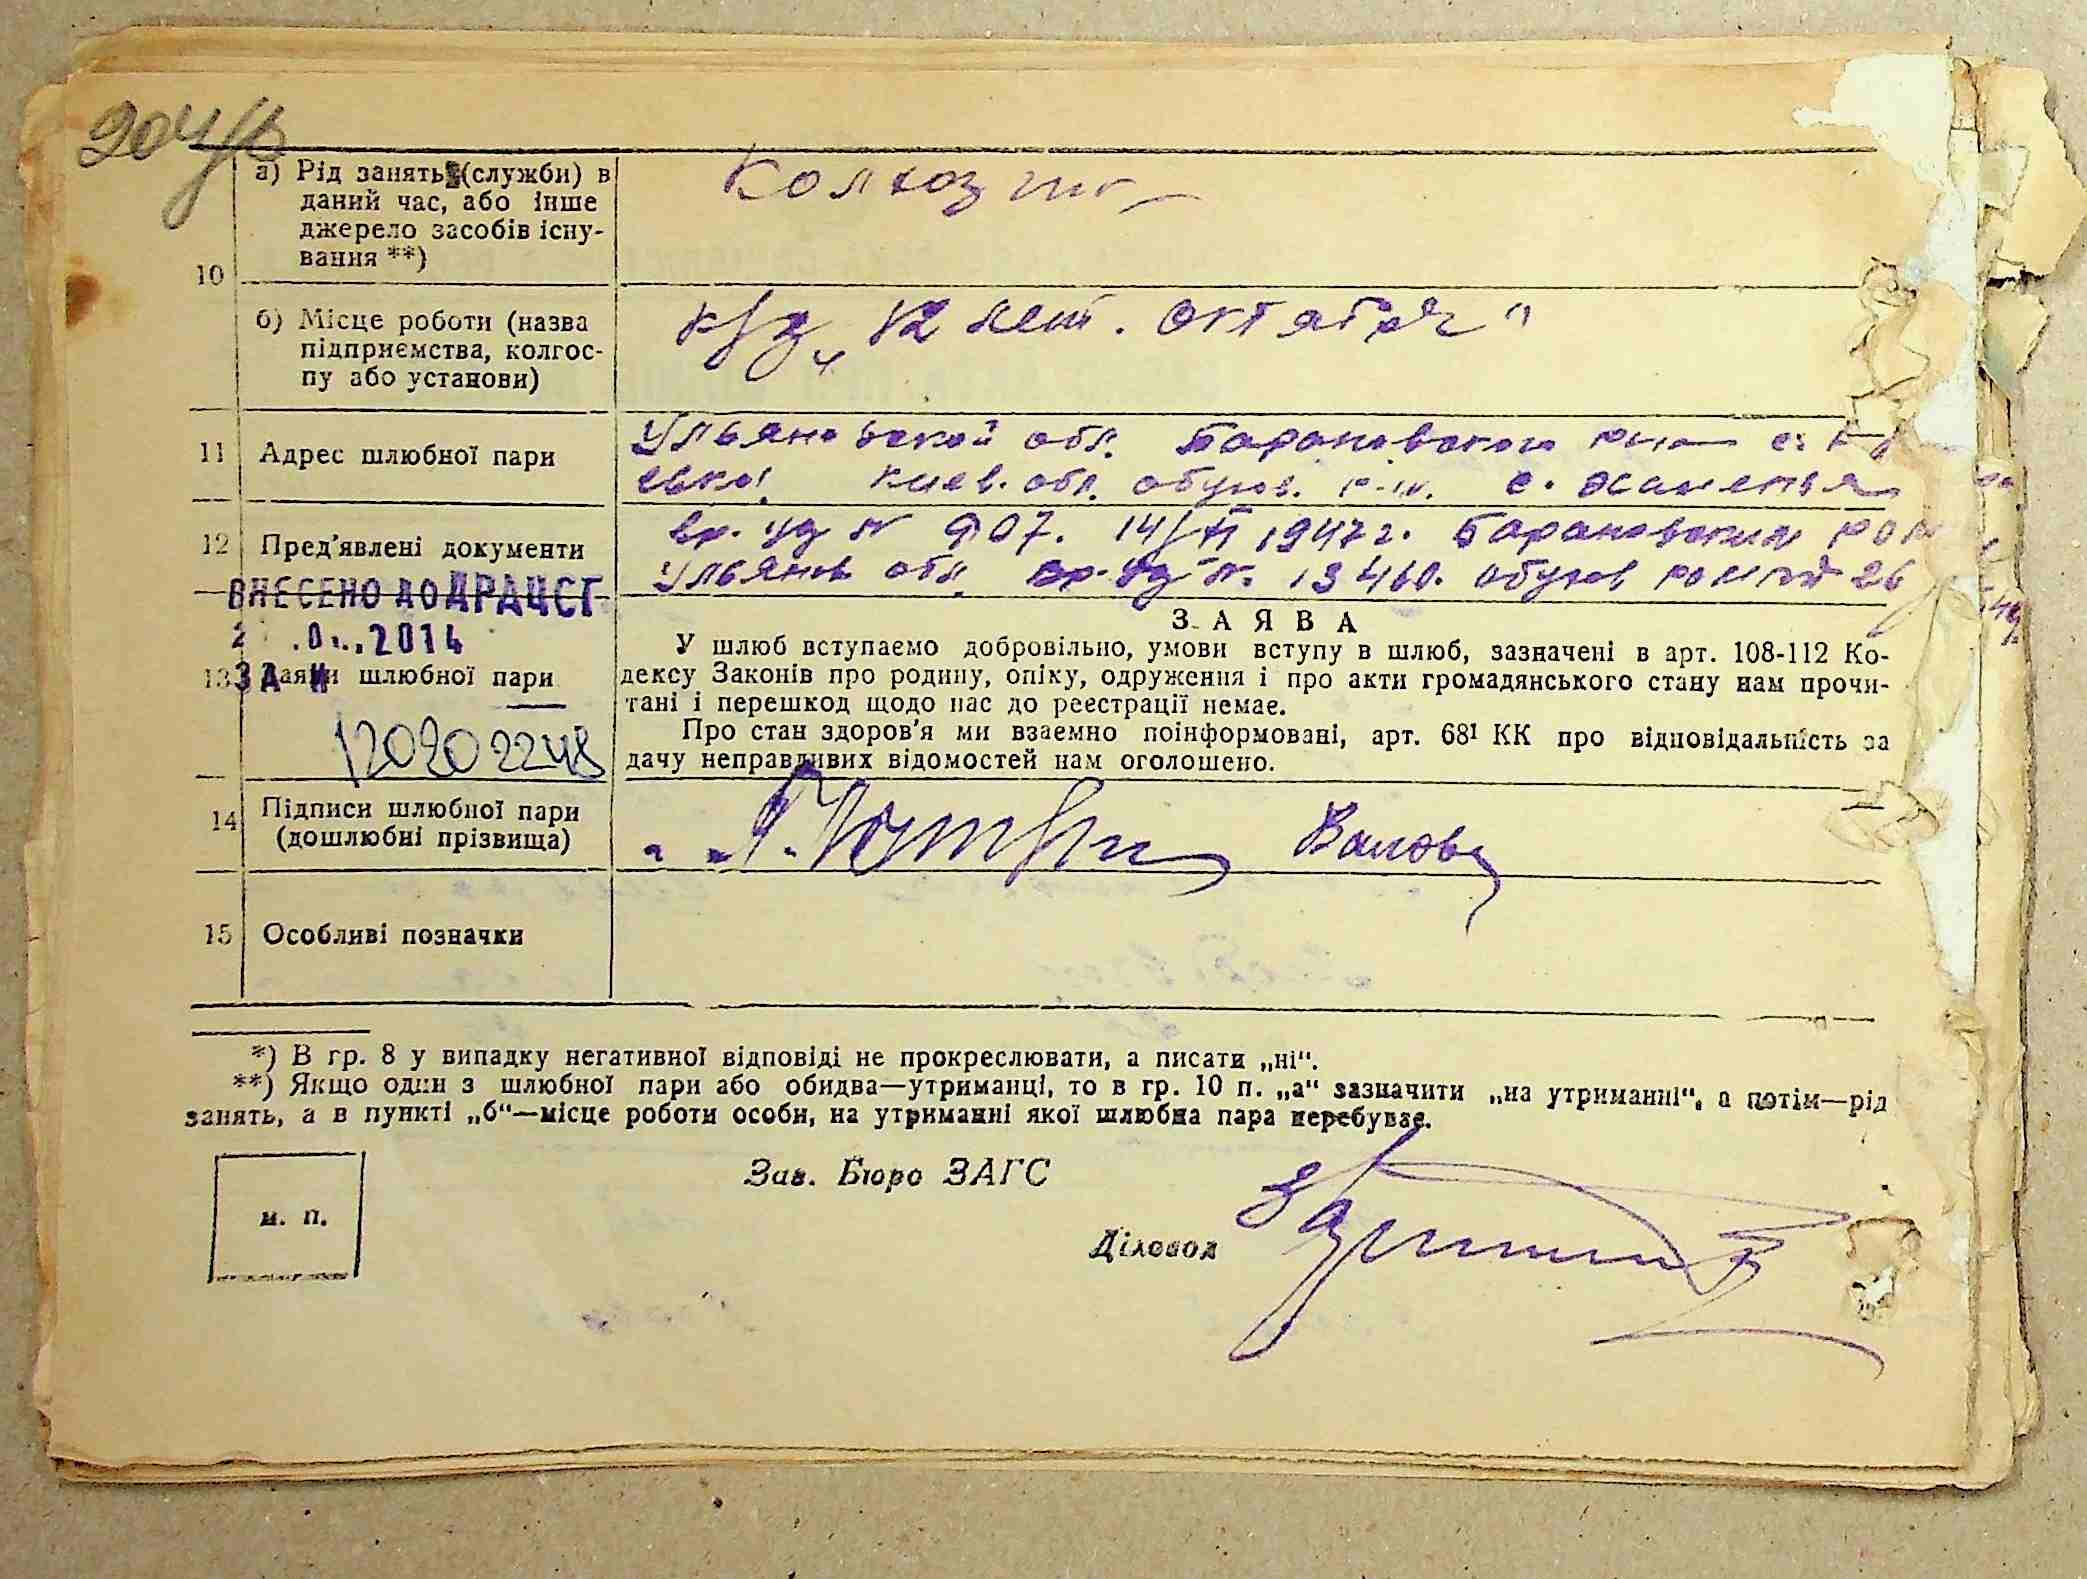 204/в
10
а) Рід занять (служби) в
даний час, або інше
джерело засобів існу-
вання **)
Колхозник
б) Місце роботи (назва
підприємства, колгос-
пу або установи)
к/з „12 лет. Октября"
11 Адрес шлюбної пари
Ульяновской обл. Барановского
Киев. обл. обухов. р-н. с.
12 Пред'явлені документи
вр. уд № 907. 14/VI 1947 г. Барановским РОМ
Ульянов обл. вр. уд № 13460. обухов 26
ВНЕСЕНО ДО ДРАЦСГ
.2014
ЗА №
13 Заяви шлюбної пари
12020 2248
З А Я В А
У шлюб вступаємо добровільно, умови вступу в шлюб, зазначені в арт. 108-112 Ко-
дексу Законів про родину, опіку, одруження і про акти громадянського стану нам прочи-
тані і перешкод щодо нас до реєстрації немає.
Про стан здоров'я ми взаємно поінформовані, арт. 68¹ КК про відповідальність за
дачу неправдивих відомостей нам оголошено.
14 Підписи шлюбної пари
(дошлюбні прізвища)
Валова
15 Особливі позначки
*) В гр. 8 у випадку негативної відповіді не прокреслювати, а писати „ні".
**) Якщо один з шлюбної пари або обидва—утриманці, то в гр. 10 п. „а" зазначити „на утриманні", а потім—рід
занять, а в пункті „б"—місце роботи особи, на утриманні якої шлюбна пара перебуває.
Зав. Бюро ЗАГС
м. п.
Діловод